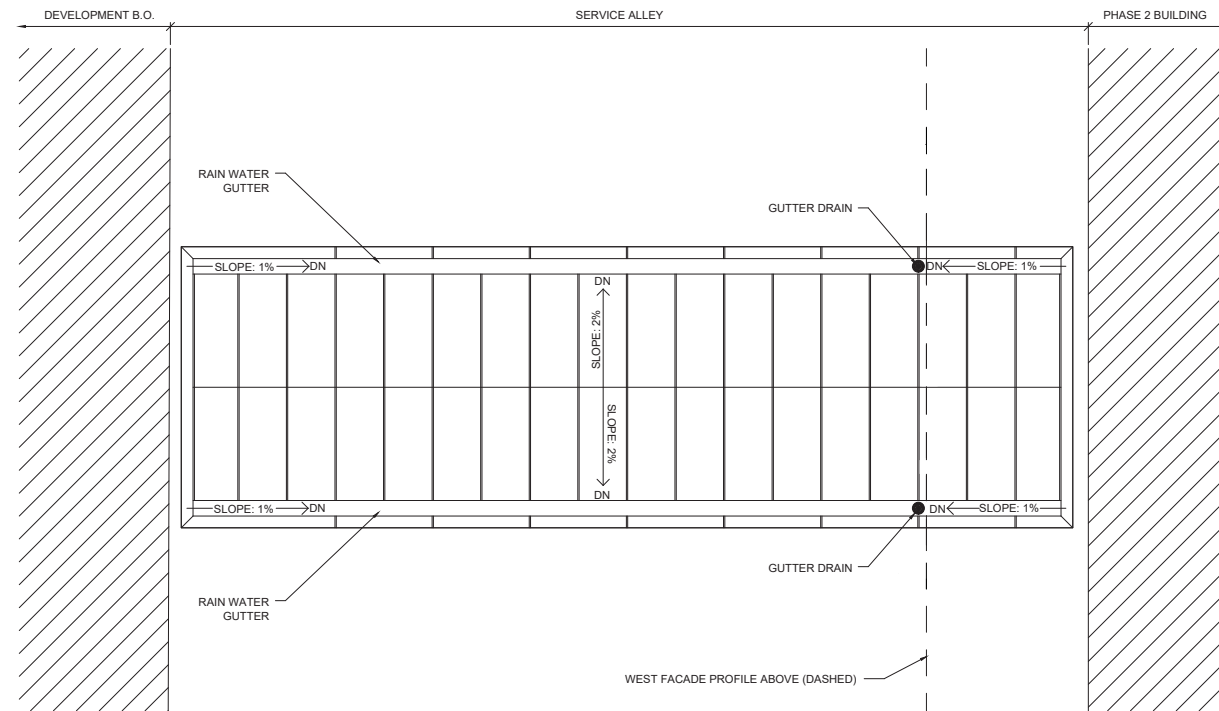 DEVELOPMENT B.O.
SERVICE ALLEY
PHASE 2 BUILDING
RAIN WATER
GUTTER
GUTTER DRAIN
SLOPE: 1%
DN
DN
SLOPE: 1%
DN
SLOPE: 2%
SLOPE: 2%
DN
SLOPE: 1%
DN
DN
SLOPE: 1%
GUTTER DRAIN
RAIN WATER
GUTTER
WEST FACADE PROFILE ABOVE (DASHED)